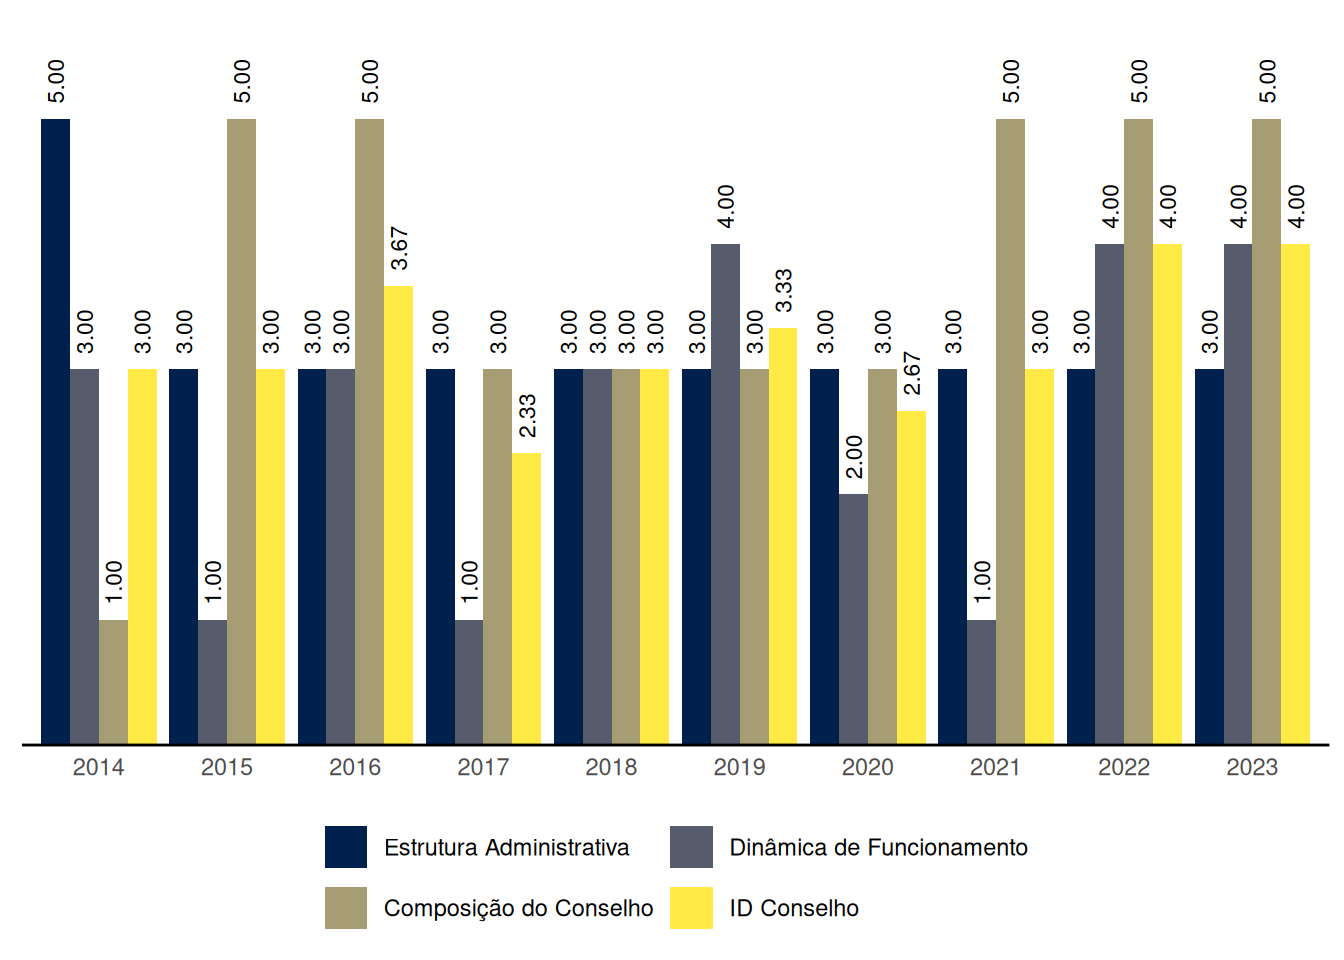 5.00 3.00 1.00 3.00
3.00 1.00 5.00 3.00
3.00 3.00 5.00 3.67
3.00 1.00 3.00 2.33
3.00 3.00 3.00 3.00
3.00 4.00 3.00 3.33
3.00 2.00 3.00 2.67
3.00 1.00 5.00 3.00
3.00 4.00 5.00 4.00
3.00 4.00 5.00 4.00
2014 2015 2016 2017 2018 2019 2020 2021 2022 2023
Estrutura Administrativa Dinâmica de Funcionamento
Composição do Conselho ID Conselho